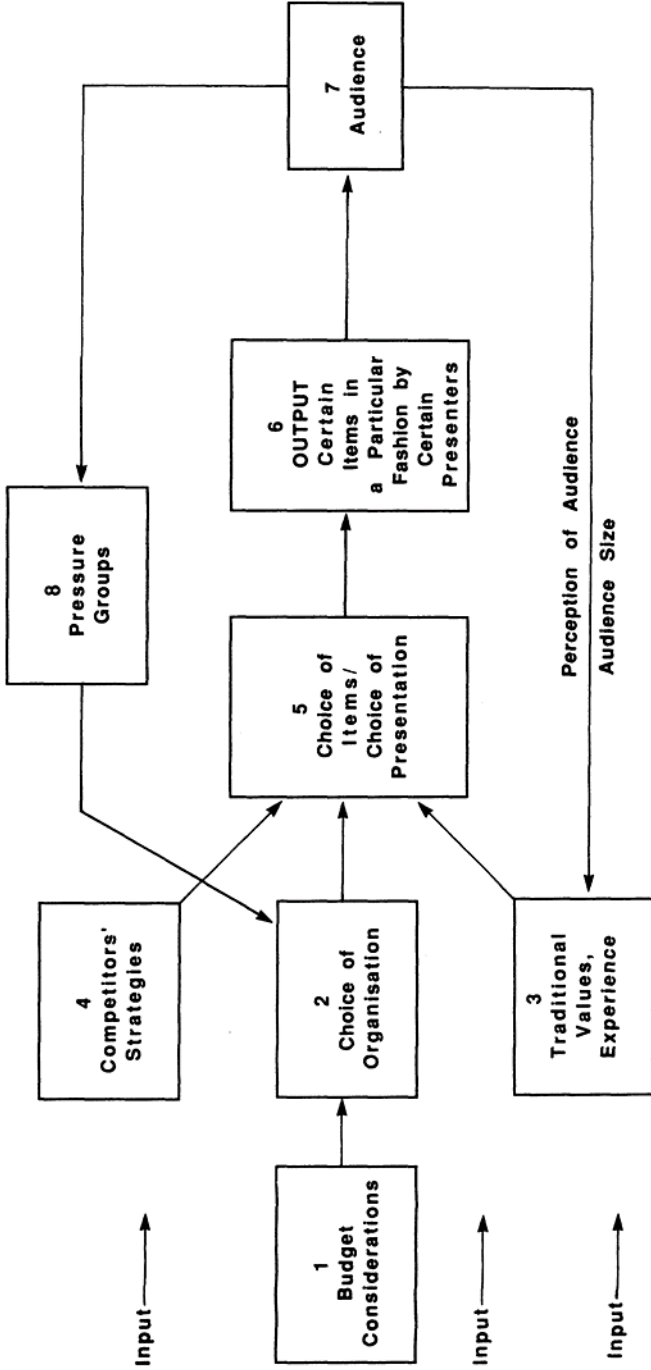 Input
1
Budget
Considerations
Input
Input
4
Competitors'
Strategies
2
Choice of
Organisation
3
Traditional
Values,
Experience
8
Pressure
Groups
5
Choice of
Items/
Choice of
Presentation
6
OUTPUT
Certain
Items in
a Particular
Fashion by
Certain
Presenters
Perception of Audience
Audience Size
7
Audience